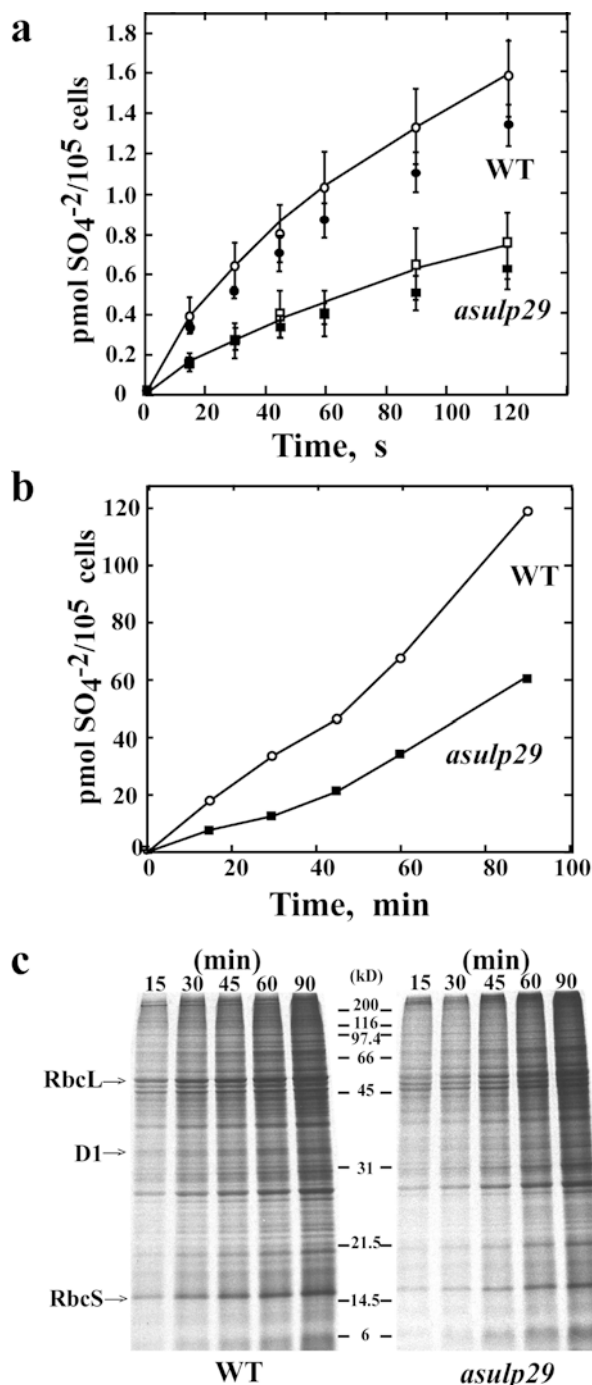 a
1.8
1.6
1.4
1.2
1.0
0.8
0.6
0.4
0.2
0
pmol SO4-2/10^5 cells
WT
asulp29
0 20 40 60 80 100 120
Time, s
b
120
100
80
60
40
20
0
pmol SO4-2/10^5 cells
WT
asulp29
0 20 40 60 80 100
Time, min
c
(min) (kD) (min)
15 30 45 60 90 15 30 45 60 90
200
116
97.4
66
RbcL→
45
D1→
31
21.5
RbcS→
14.5
6
WT asulp29